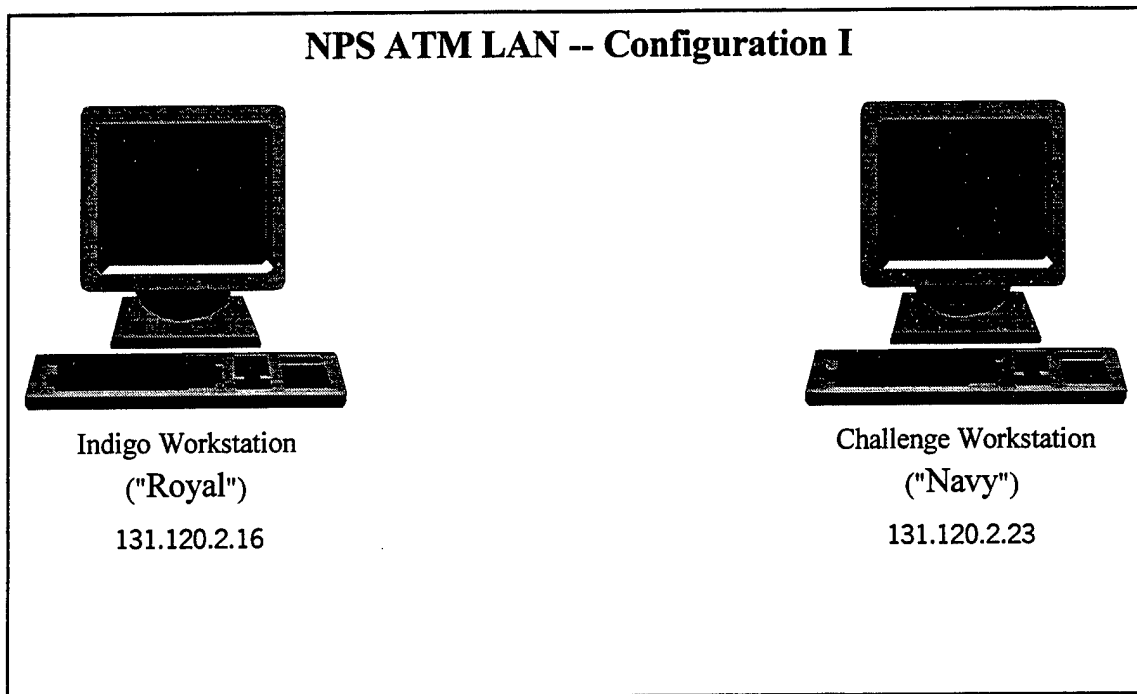 NPS ATM LAN -- Configuration I
Indigo Workstation
("Royal")
131.120.2.16
Challenge Workstation
("Navy")
131.120.2.23